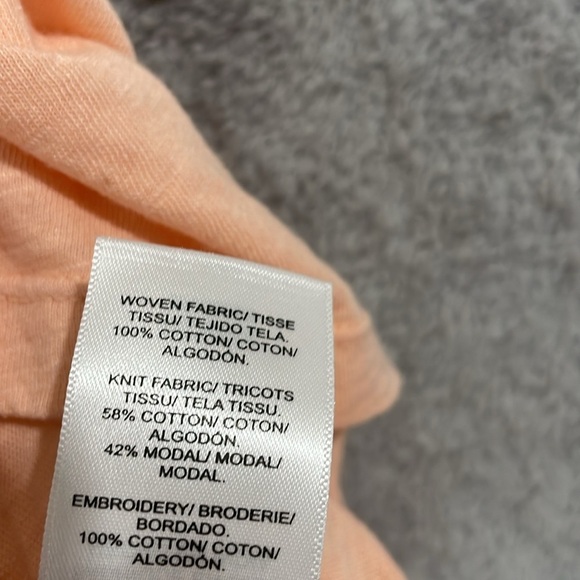 WOVEN FABRIC/ TISSE
TISSU/ TEJIDO TELA.
100% COTTON/ COTON/
ALGODÓN.
KNIT FABRIC/ TRICOTS
TISSU/ TELA TISSU.
58% COTTON/ COTON/
ALGODÓN.
42% MODAL/ MODAL/
MODAL.
EMBROIDERY/ BRODERIE/
BORDADO.
100% COTTON/ COTON/
ALGODÓN.